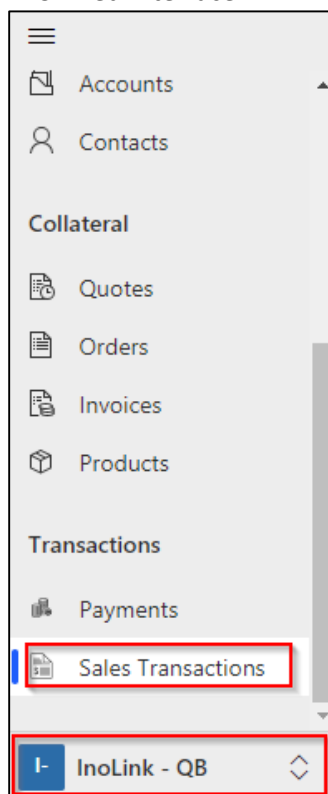 Accounts
Contacts
Collateral
Quotes
Orders
Invoices
Products
Transactions
Payments
Sales Transactions
I- InoLink - QB